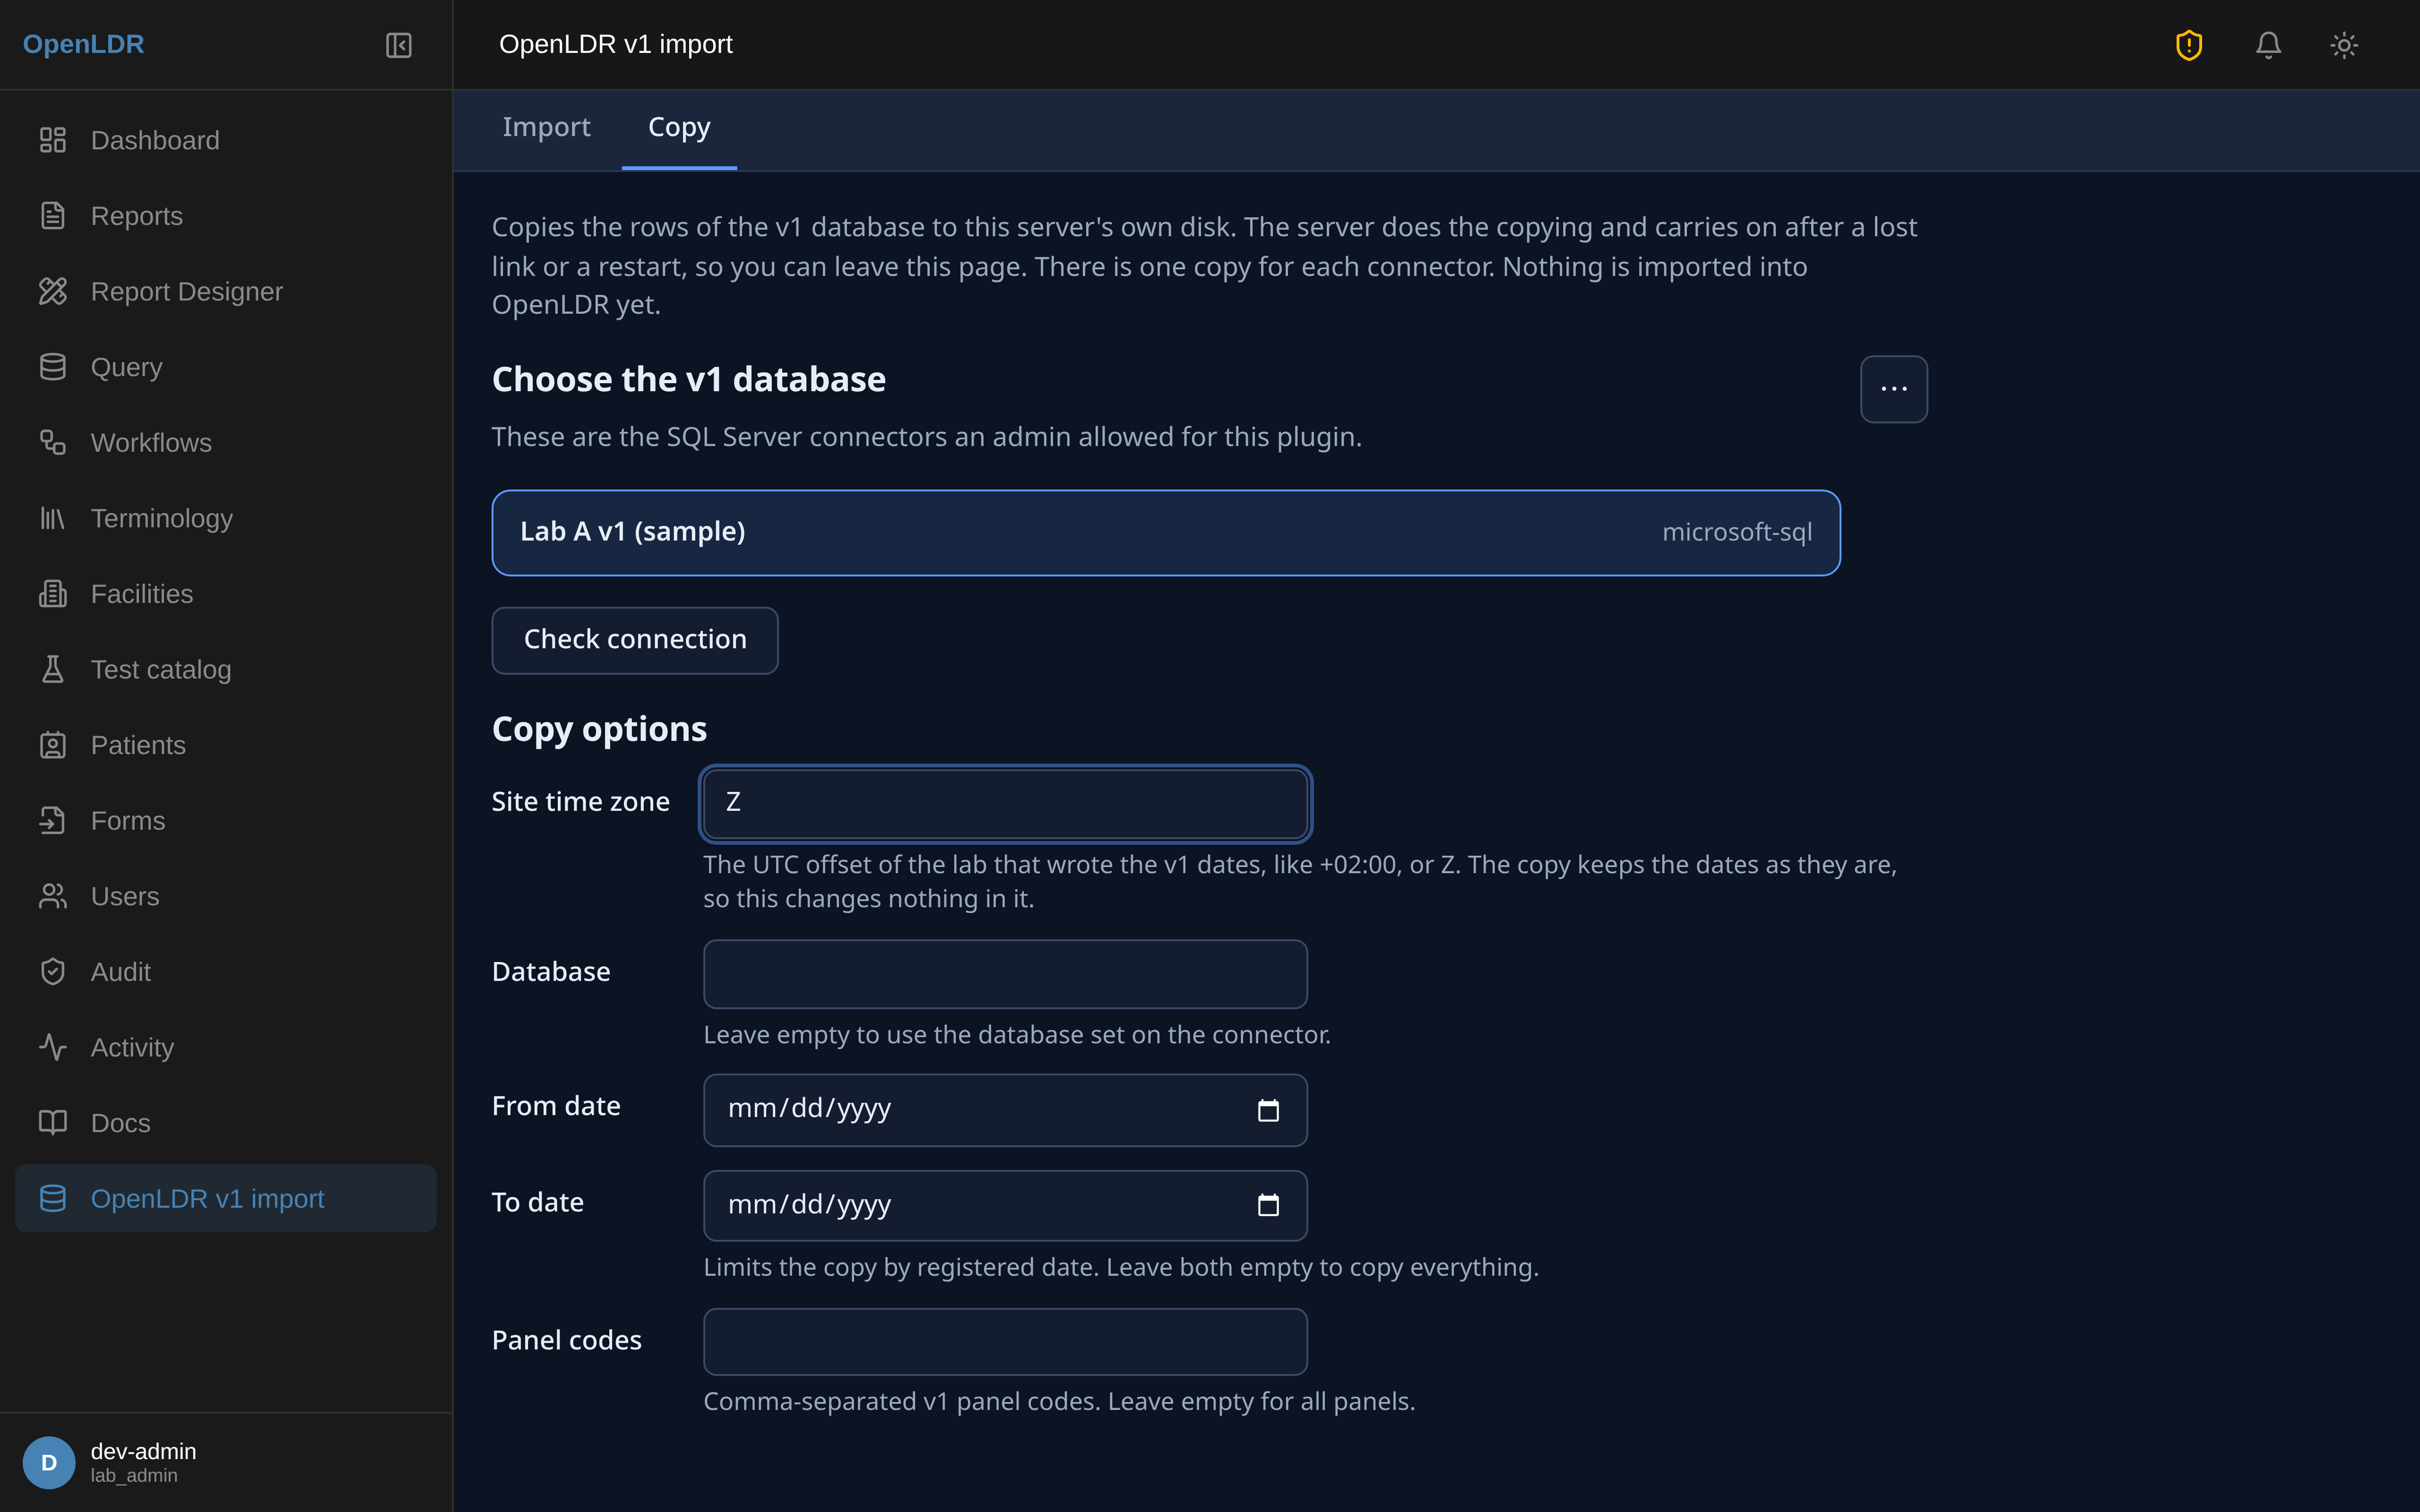 OpenLDR
OpenLDR v1 import
Dashboard
Reports
Report Designer
Query
Workflows
Terminology
Facilities
Test catalog
Patients
Forms
Users
Audit
Activity
Docs
OpenLDR v1 import
D
dev-admin
lab_admin
Import
Copy
Copies the rows of the v1 database to this server's own disk. The server does the copying and carries on after a lost
link or a restart, so you can leave this page. There is one copy for each connector. Nothing is imported into
OpenLDR yet.
Choose the v1 database
...
These are the SQL Server connectors an admin allowed for this plugin.
Lab A v1 (sample)
microsoft-sql
Check connection
Copy options
Site time zone
Z
The UTC offset of the lab that wrote the v1 dates, like +02:00, or Z. The copy keeps the dates as they are,
so this changes nothing in it.
Database
Leave empty to use the database set on the connector.
From date
mm/dd/yyyy
To date
mm/dd/yyyy
Limits the copy by registered date. Leave both empty to copy everything.
Panel codes
Comma-separated v1 panel codes. Leave empty for all panels.